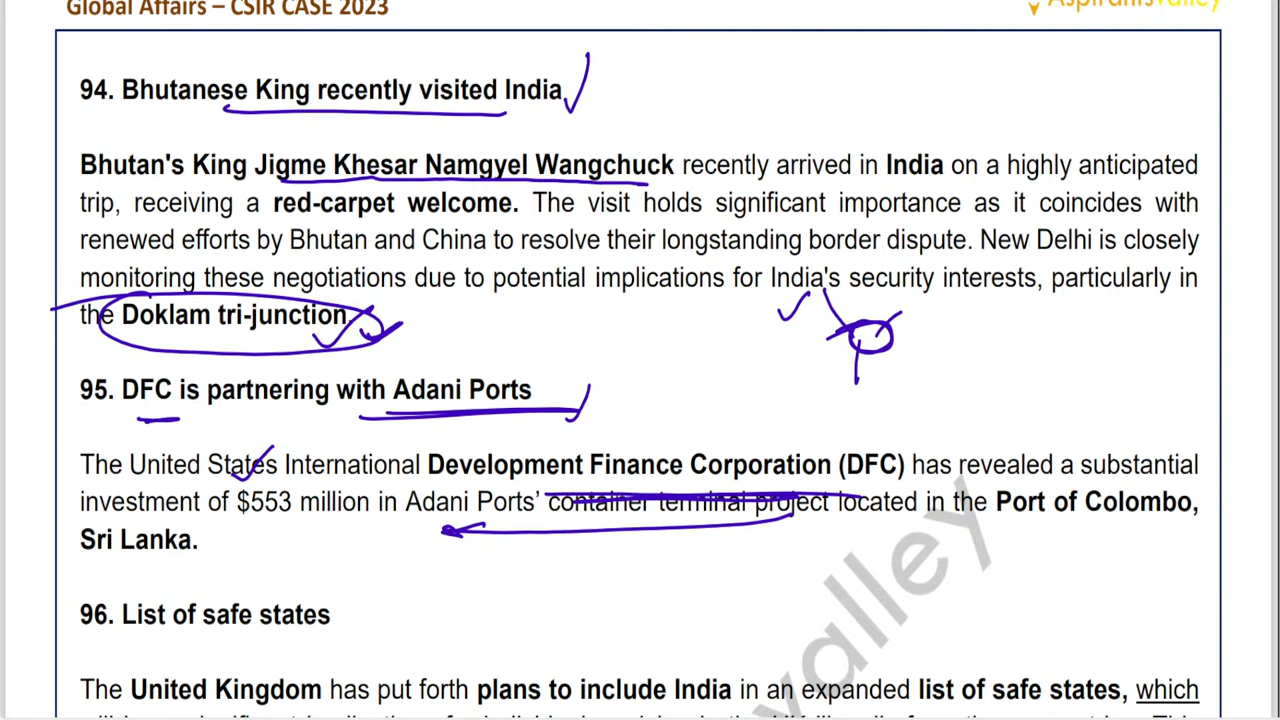 Global Affairs – CSIR CASE 2023
AspirantsValley
94. Bhutanese King recently visited India
Bhutan's King Jigme Khesar Namgyel Wangchuck recently arrived in India on a highly anticipated
trip, receiving a red-carpet welcome. The visit holds significant importance as it coincides with
renewed efforts by Bhutan and China to resolve their longstanding border dispute. New Delhi is closely
monitoring these negotiations due to potential implications for India's security interests, particularly in
the Doklam tri-junction.
95. DFC is partnering with Adani Ports
The United States International Development Finance Corporation (DFC) has revealed a substantial
investment of $553 million in Adani Ports’ container terminal project located in the Port of Colombo,
Sri Lanka.
96. List of safe states
The United Kingdom has put forth plans to include India in an expanded list of safe states, which
valley